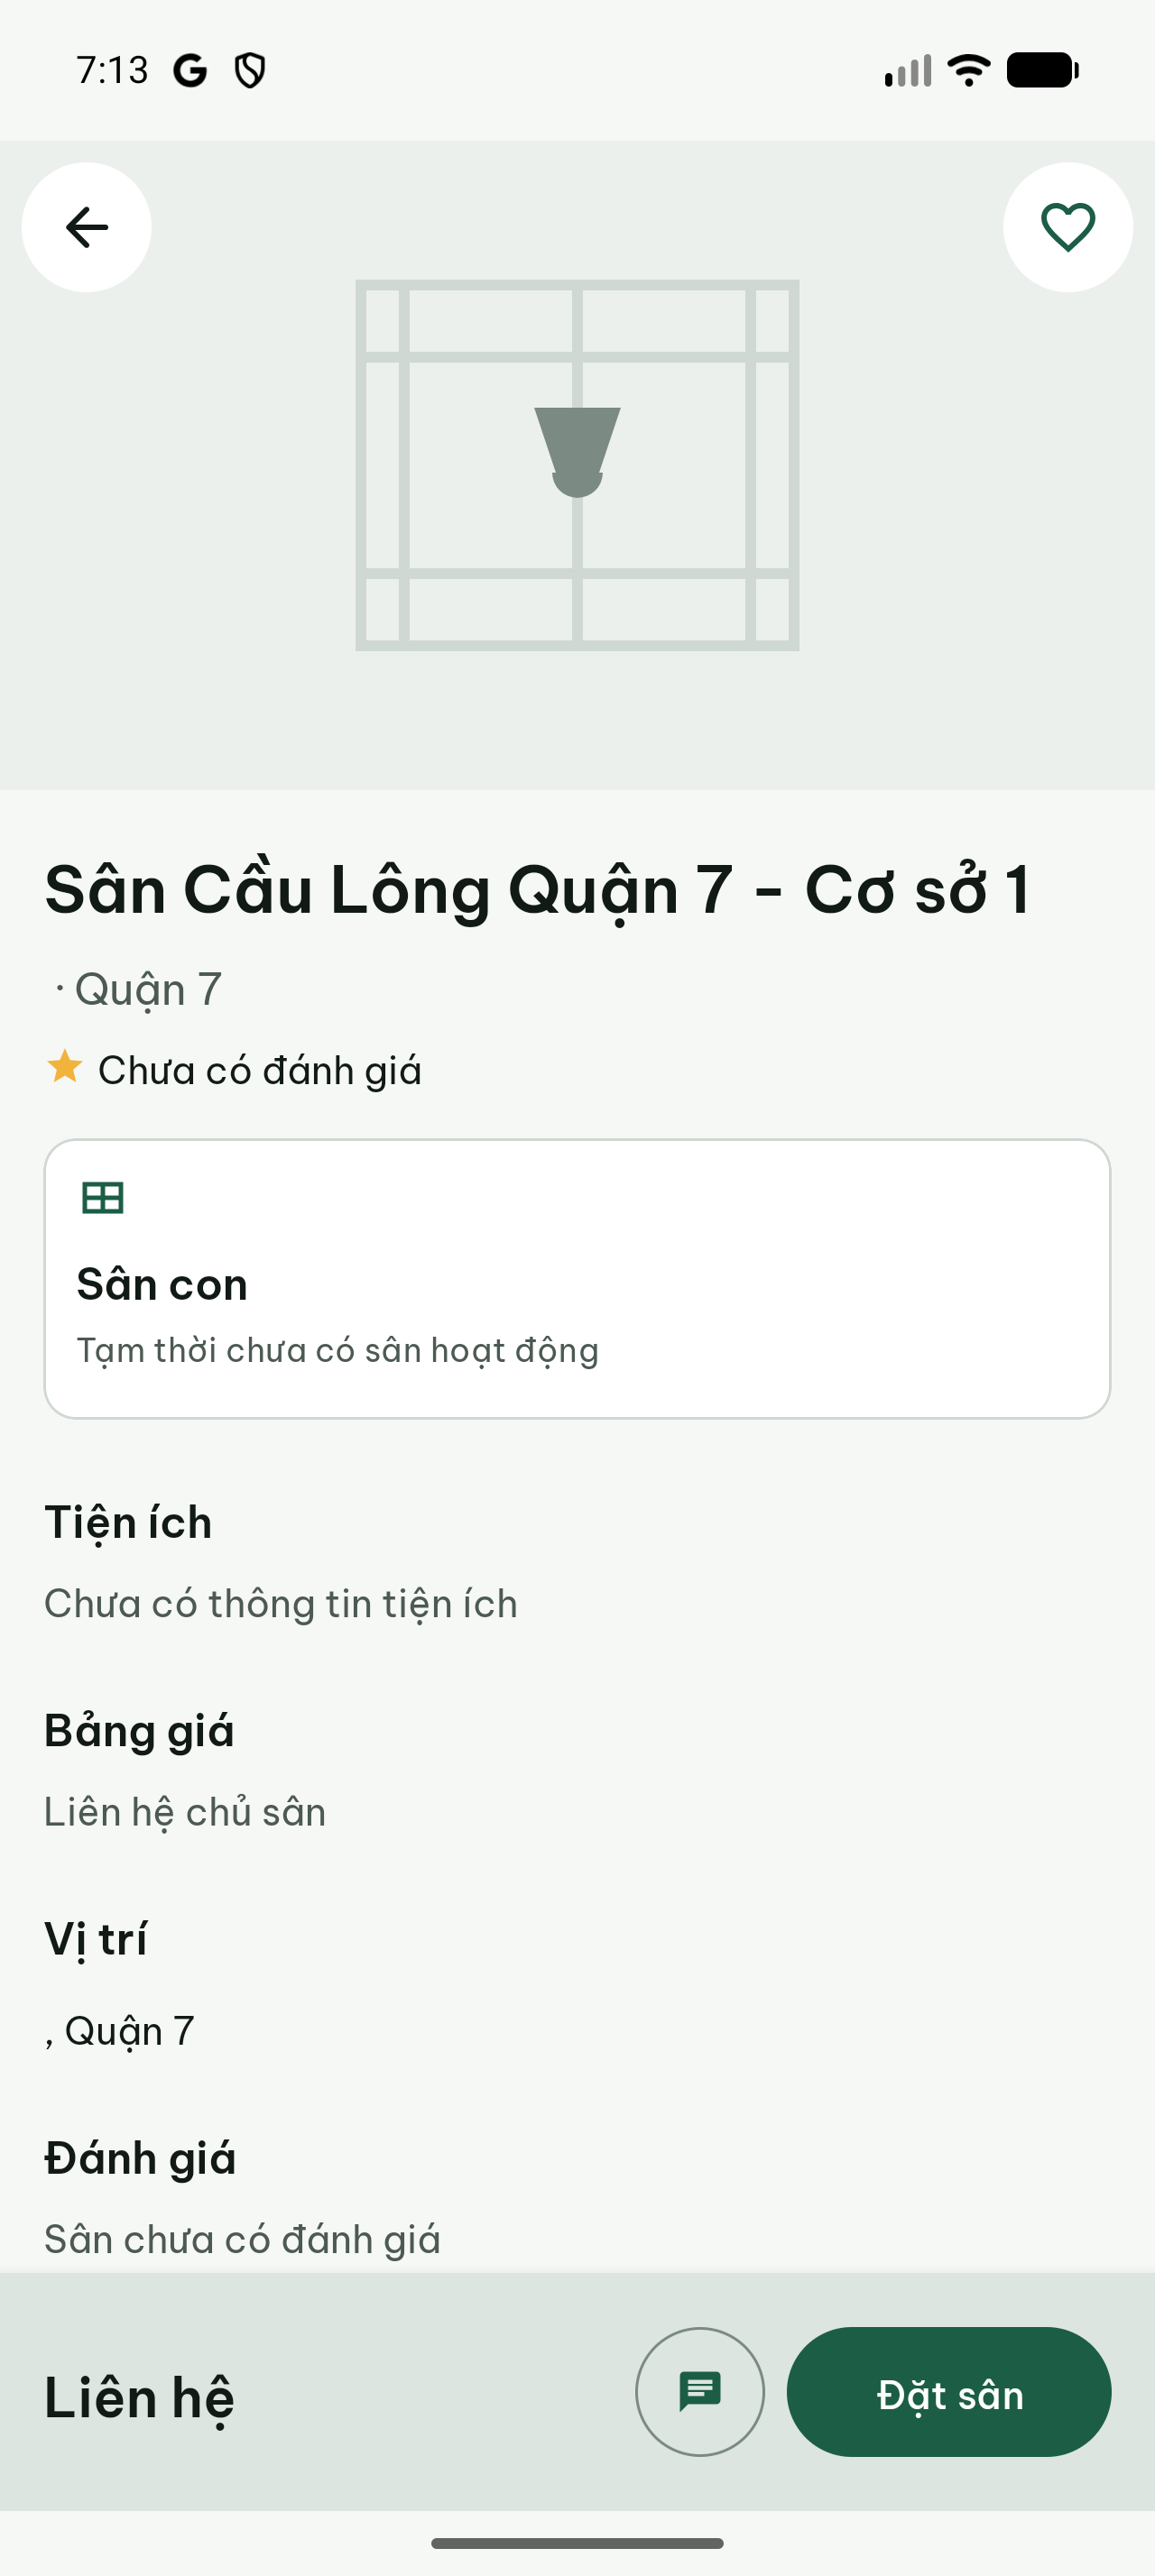 7:13
Sân Cầu Lông Quận 7 - Cơ sở 1
· Quận 7
Chưa có đánh giá
Sân con
Tạm thời chưa có sân hoạt động
Tiện ích
Chưa có thông tin tiện ích
Bảng giá
Liên hệ chủ sân
Vị trí
, Quận 7
Đánh giá
Sân chưa có đánh giá
Liên hệ
Đặt sân